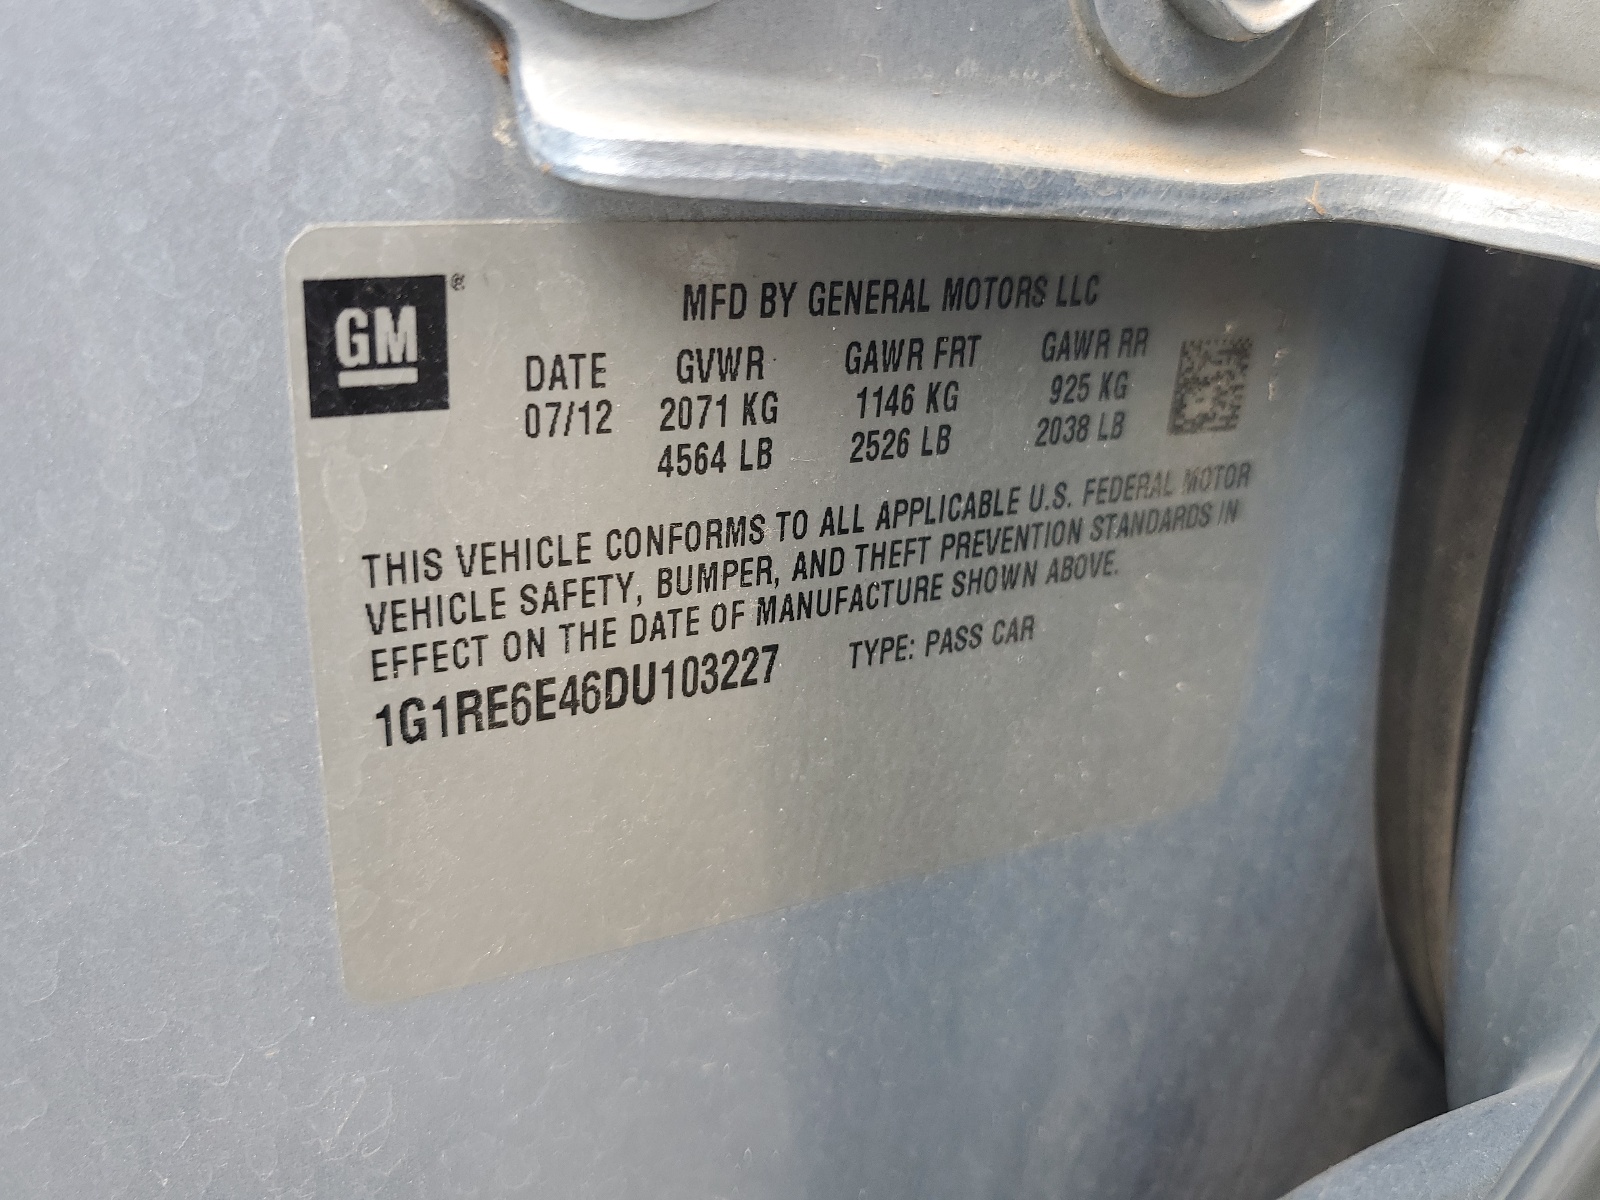 GM®
MFD BY GENERAL MOTORS LLC
DATE GVWR GAWR FRT GAWR RR
07/12 2071 KG 1146 KG 925 KG
4564 LB 2526 LB 2038 LB
THIS VEHICLE CONFORMS TO ALL APPLICABLE U.S. FEDERAL MOTOR
VEHICLE SAFETY, BUMPER, AND THEFT PREVENTION STANDARDS IN
EFFECT ON THE DATE OF MANUFACTURE SHOWN ABOVE.
1G1RE6E46DU103227 TYPE: PASS CAR